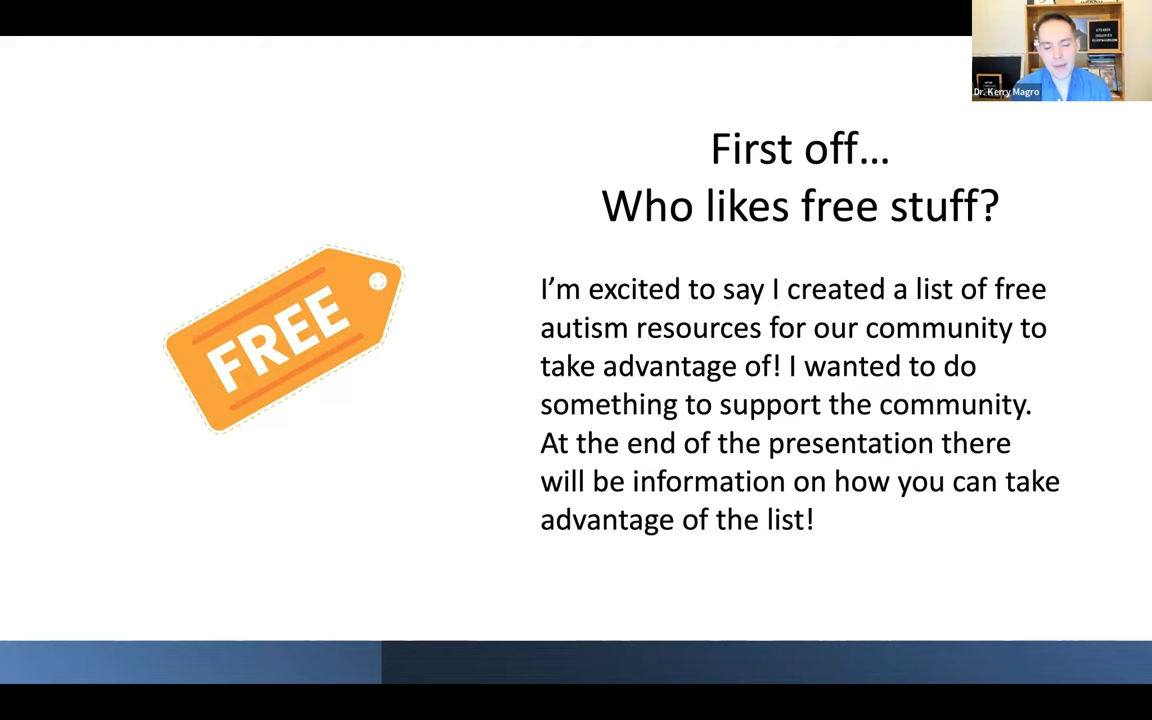 Dr. Kerry Magro
First off...
Who likes free stuff?
FREE
I'm excited to say I created a list of free
autism resources for our community to
take advantage of! I wanted to do
something to support the community.
At the end of the presentation there
will be information on how you can take
advantage of the list!